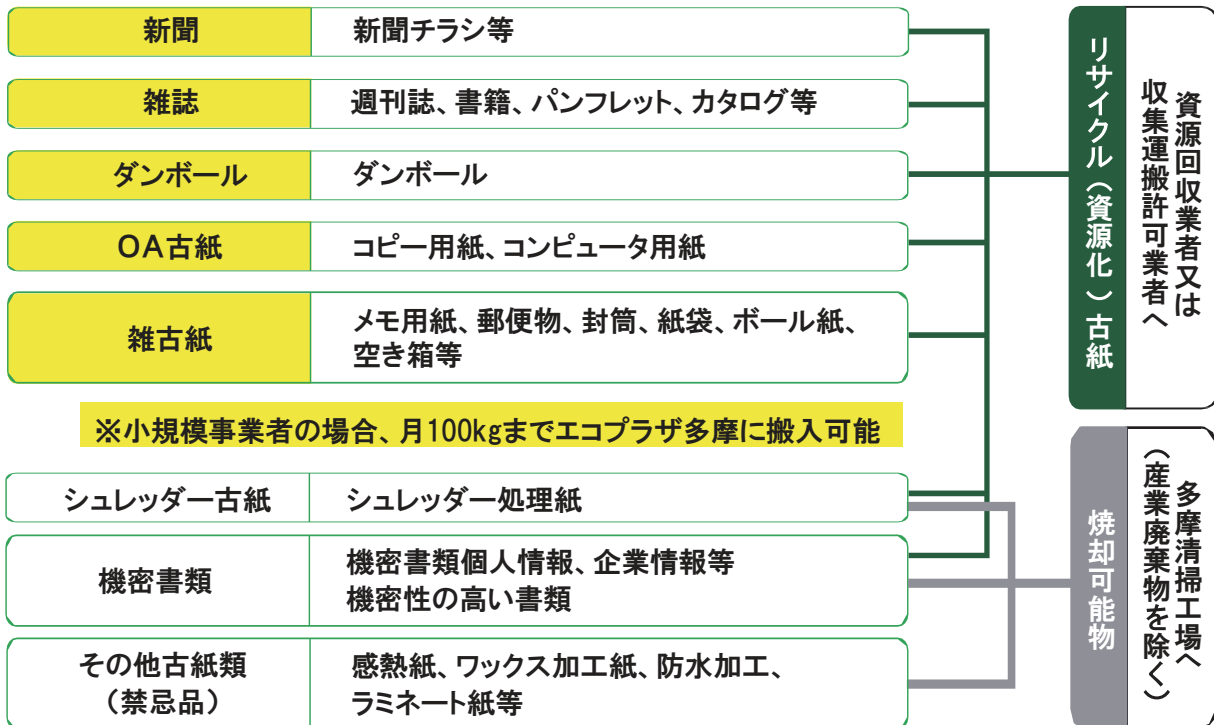 新聞
新聞チラシ等
雑誌
週刊誌、書籍、パンフレット、カタログ等
ダンボール
ダンボール
OA古紙
コピー用紙、コンピュータ用紙
雑古紙
メモ用紙、郵便物、封筒、紙袋、ボール紙、
空き箱等
※小規模事業者の場合、月100kgまでエコプラザ多摩に搬入可能
シュレッダー古紙
シュレッダー処理紙
機密書類
機密書類個人情報、企業情報等
機密性の高い書類
その他古紙類
(禁忌品)
感熱紙、ワックス加工紙、防水加工、
ラミネート紙等
リサイクル(資源化)古紙
資源回収業者又は
収集運搬許可業者へ
焼却可能物
多摩清掃工場へ
(産業廃棄物を除く)